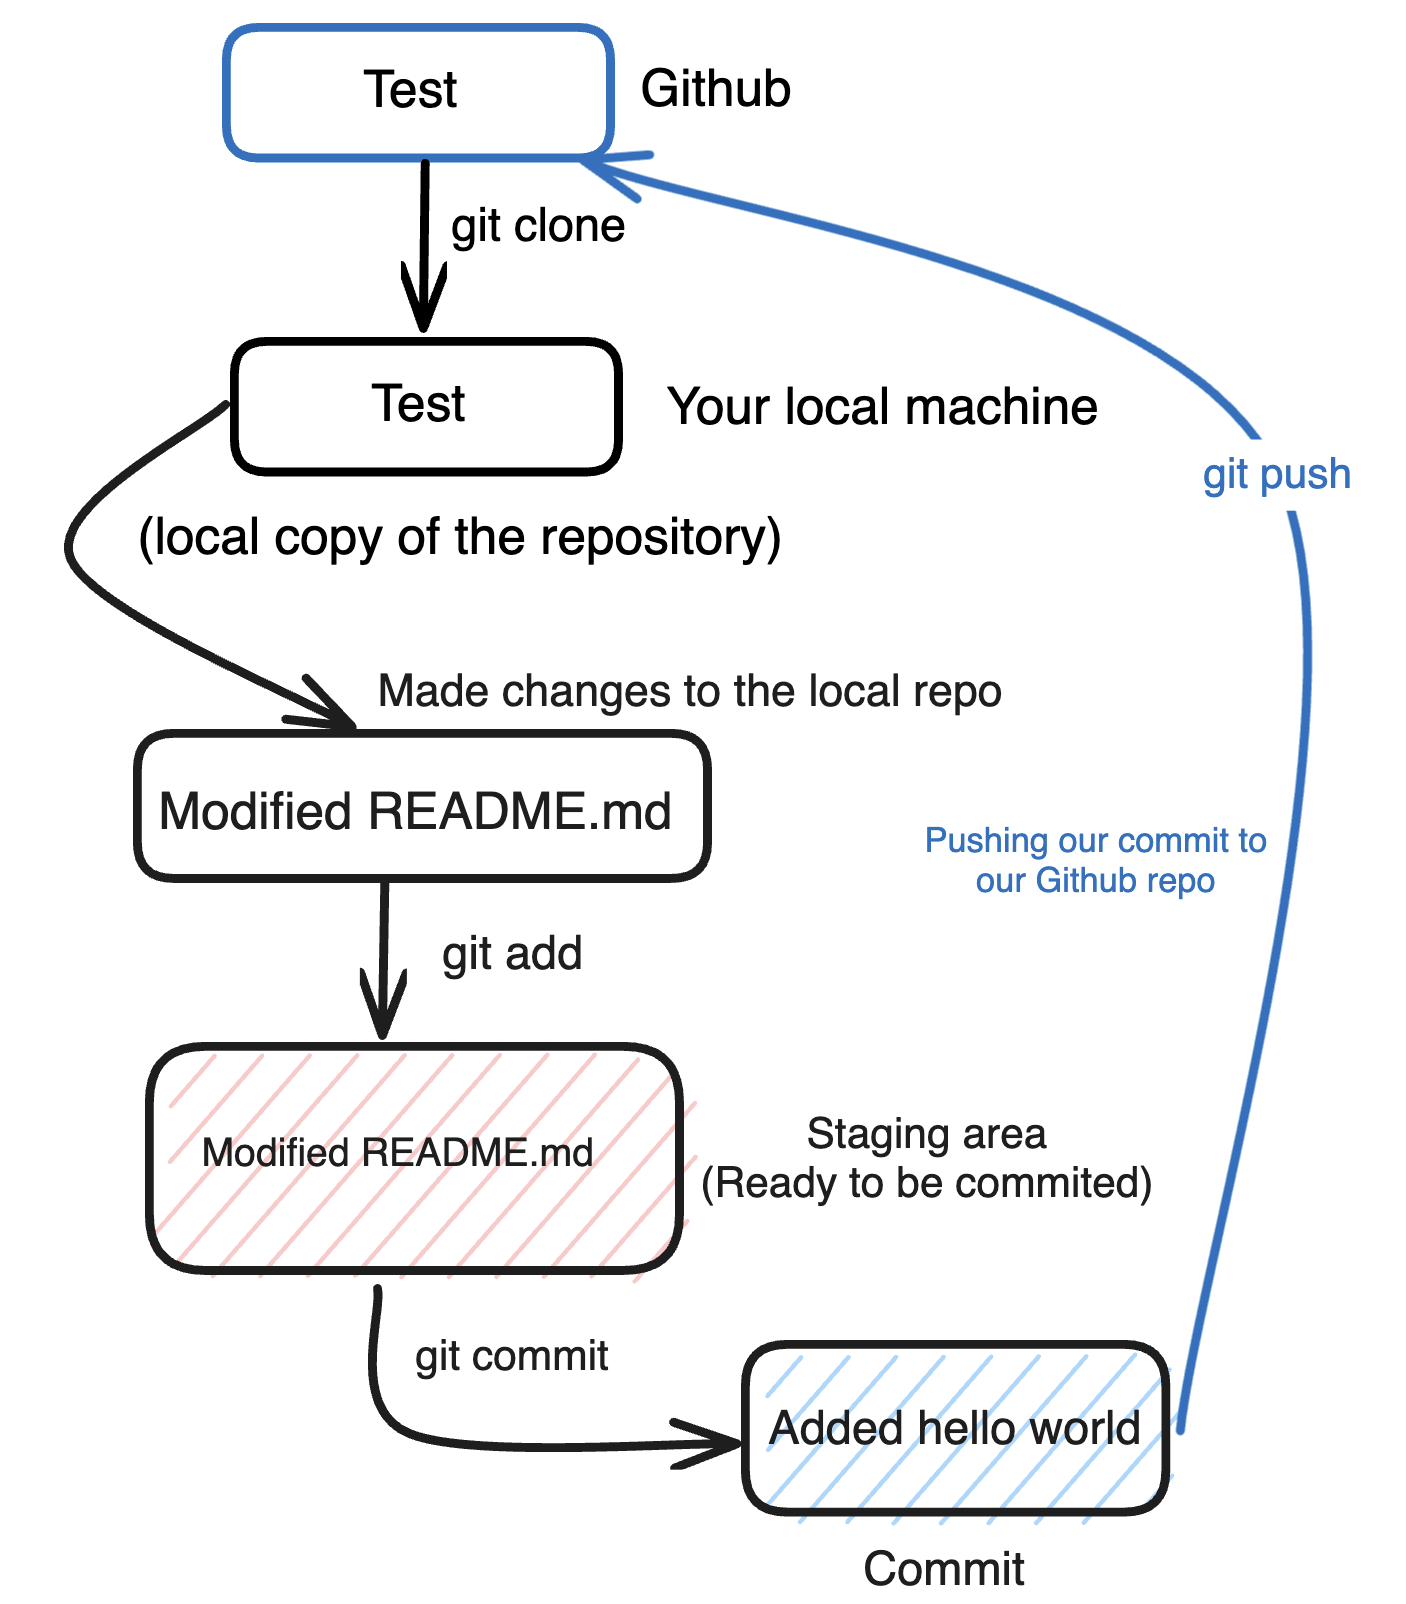 Test
Github
git clone
Test
Your local machine
git push
(local copy of the repository)
Made changes to the local repo
Modified README.md
Pushing our commit to
our Github repo
git add
Modified README.md
Staging area
(Ready to be commited)
git commit
Added hello world
Commit